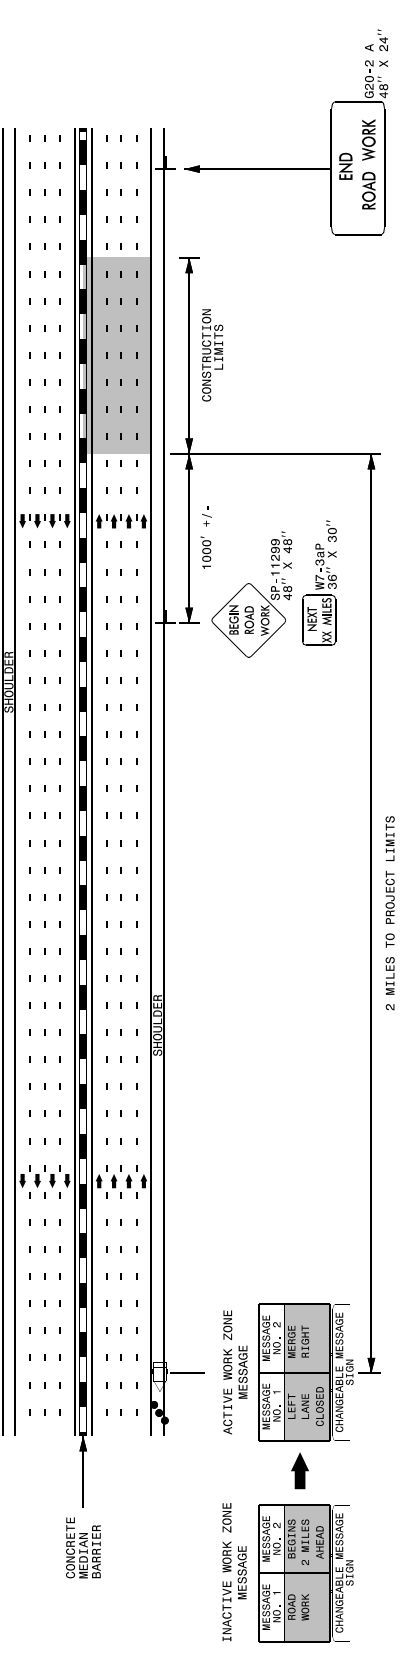 SHOULDER
SHOULDER
CONCRETE
MEDIAN
BARRIER
INACTIVE WORK ZONE
MESSAGE
MESSAGE
NO. 1
MESSAGE
NO. 2
ROAD
WORK
BEGINS
2 MILES
AHEAD
CHANGEABLE MESSAGE
SIGN
ACTIVE WORK ZONE
MESSAGE
MESSAGE
NO. 1
MESSAGE
NO. 2
LEFT
LANE
CLOSED
MERGE
RIGHT
CHANGEABLE MESSAGE
SIGN
2 MILES TO PROJECT LIMITS
1000' +/-
BEGIN
ROAD
WORK
SP-11299
48" X 48"
NEXT
XX MILES
W7-3aP
36" X 30"
CONSTRUCTION
LIMITS
END
ROAD WORK
G20-2 A
48" X 24"